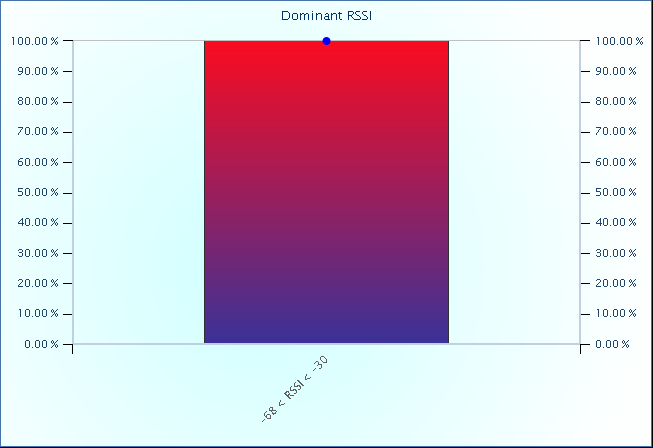 Dominant RSSI
100.00 % 100.00 %
90.00 % 90.00 %
80.00 % 80.00 %
70.00 % 70.00 %
60.00 % 60.00 %
50.00 % 50.00 %
40.00 % 40.00 %
30.00 % 30.00 %
20.00 % 20.00 %
10.00 % 10.00 %
0.00 % 0.00 %
-68 < RSSI < -30